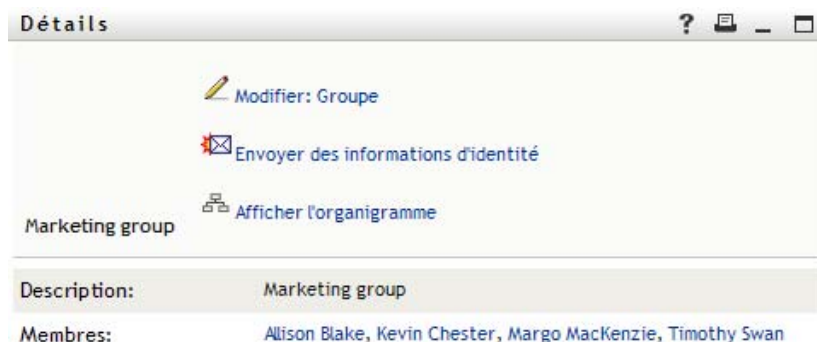 Détails
Modifier: Groupe
Envoyer des informations d'identité
Afficher l'organigramme
Marketing group
Description: Marketing group
Membres: Allison Blake, Kevin Chester, Margo MacKenzie, Timothy Swan